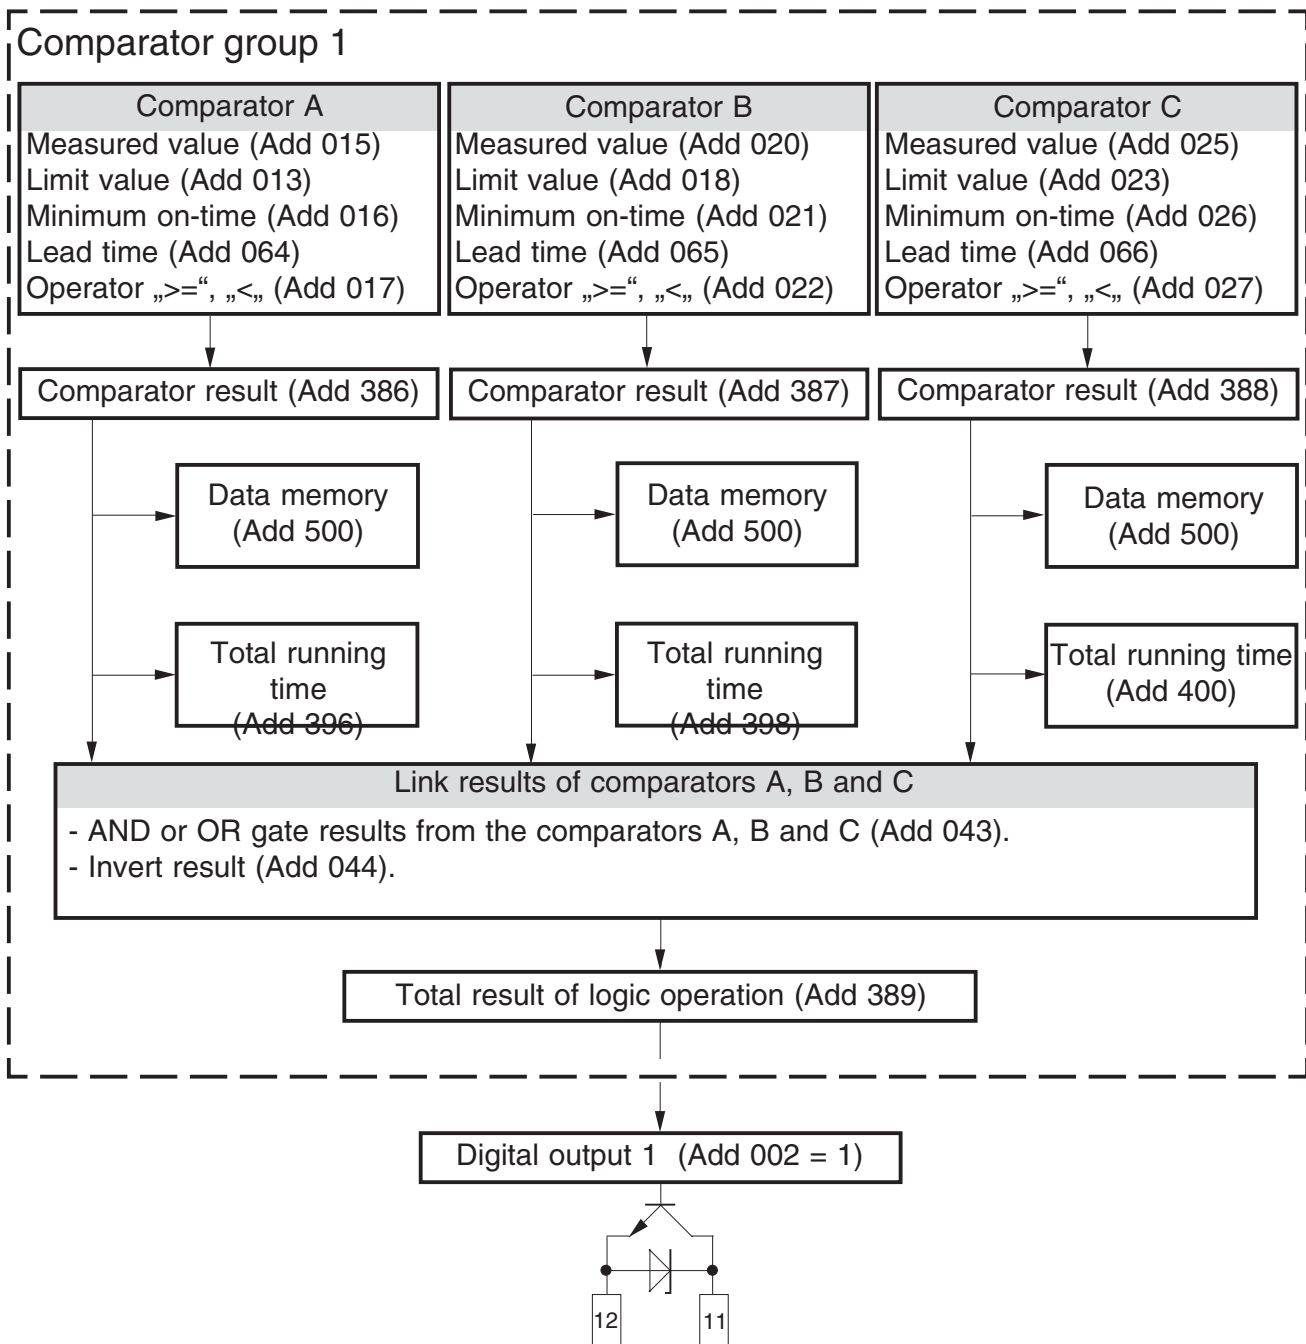 Comparator group 1
Comparator A
Measured value (Add 015)
Limit value (Add 013)
Minimum on-time (Add 016)
Lead time (Add 064)
Operator „>=“, „<„ (Add 017)
Comparator B
Measured value (Add 020)
Limit value (Add 018)
Minimum on-time (Add 021)
Lead time (Add 065)
Operator „>=“, „<„ (Add 022)
Comparator C
Measured value (Add 025)
Limit value (Add 023)
Minimum on-time (Add 026)
Lead time (Add 066)
Operator „>=“, „<„ (Add 027)
Comparator result (Add 386)
Comparator result (Add 387)
Comparator result (Add 388)
Data memory
(Add 500)
Data memory
(Add 500)
Data memory
(Add 500)
Total running
time
(Add 396)
Total running
time
(Add 398)
Total running time
(Add 400)
Link results of comparators A, B and C
- AND or OR gate results from the comparators A, B and C (Add 043).
- Invert result (Add 044).
Total result of logic operation (Add 389)
Digital output 1 (Add 002 = 1)
12
11